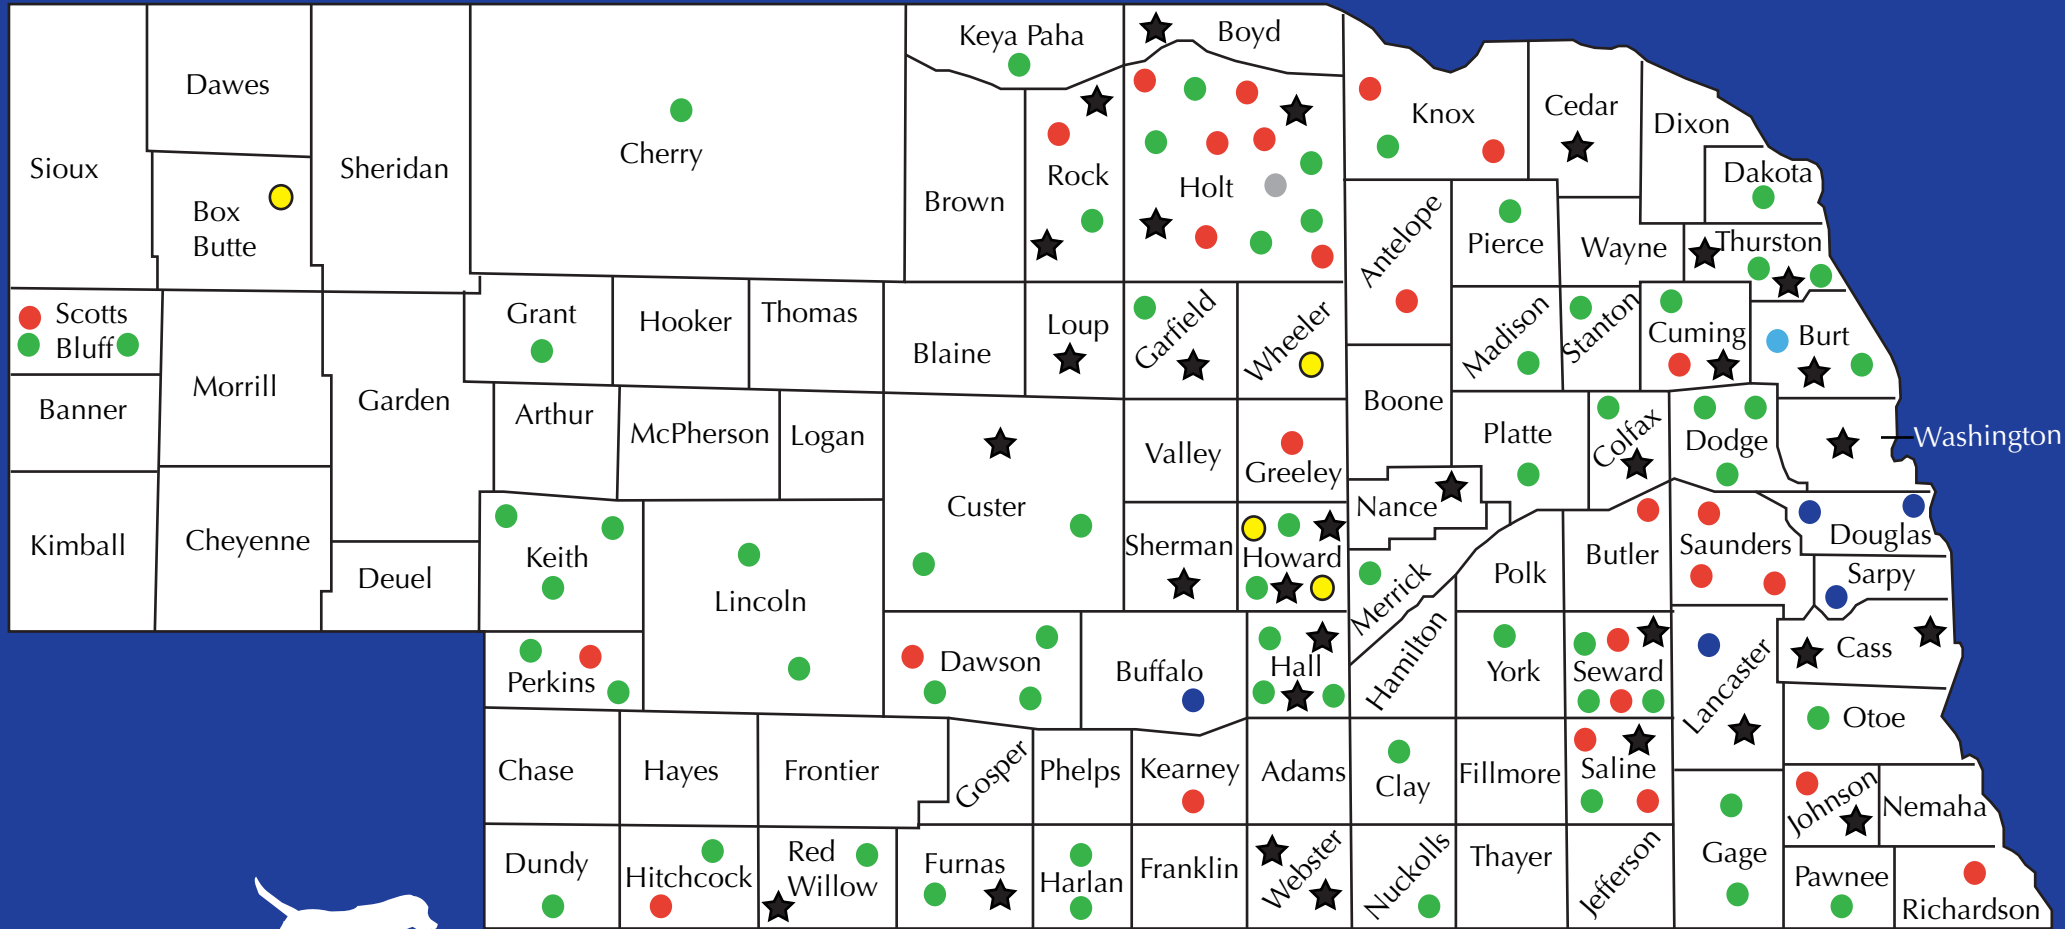 Keya Paha
Boyd
Dawes
Cherry
Knox
Cedar
Dixon
Sioux
Sheridan
Rock
Holt
Dakota
Box
Butte
Brown
Antelope
Pierce
Wayne
Thurston
Scotts
Bluff
Grant
Hooker
Thomas
Blaine
Loup
Garfield
Wheeler
Madison
Stanton
Cuming
Burt
Morrill
Garden
Banner
Arthur
McPherson
Logan
Boone
Valley
Greeley
Platte
Colfax
Dodge
Washington
Kimball
Cheyenne
Deuel
Keith
Lincoln
Custer
Sherman
Howard
Nance
Merrick
Polk
Butler
Saunders
Douglas
Sarpy
Perkins
Dawson
Buffalo
Hall
Hamilton
York
Seward
Lancaster
Cass
Otoe
Chase
Hayes
Frontier
Gosper
Phelps
Kearney
Adams
Clay
Fillmore
Saline
Johnson
Nemaha
Dundy
Hitchcock
Red
Willow
Furnas
Harlan
Franklin
Webster
Nuckolls
Thayer
Jefferson
Gage
Pawnee
Richardson